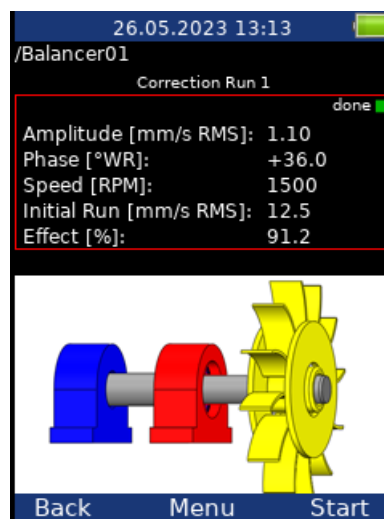 26.05.2023 13:13
/Balancer01
Correction Run 1
done
Amplitude [mm/s RMS]: 1.10
Phase [°WR]: +36.0
Speed [RPM]: 1500
Initial Run [mm/s RMS]: 12.5
Effect [%]: 91.2
Back Menu Start